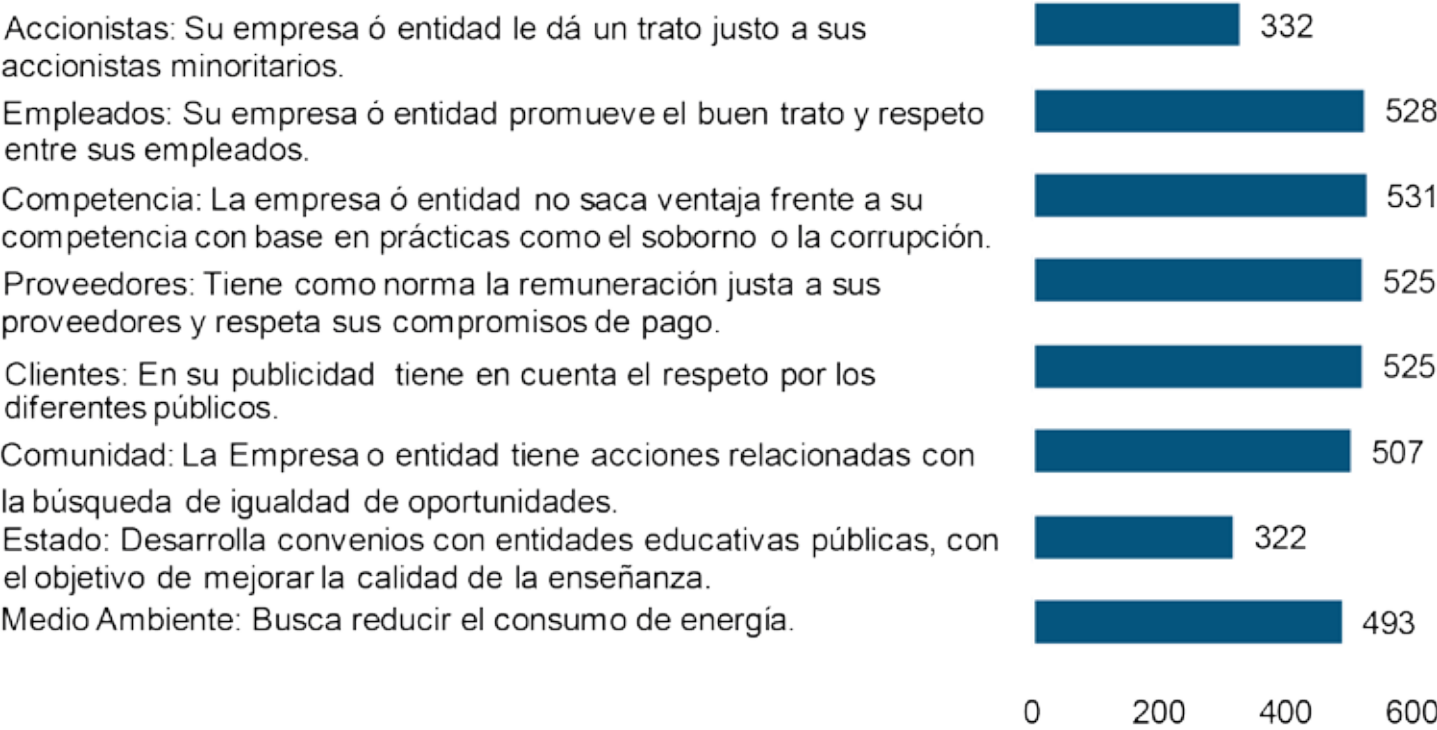 Accionistas: Su empresa ó entidad le dá un trato justo a sus
accionistas minoritarios.
332
Empleados: Su empresa ó entidad promueve el buen trato y respeto
entre sus empleados.
528
Competencia: La empresa ó entidad no saca ventaja frente a su
competencia con base en prácticas como el soborno o la corrupción.
531
Proveedores: Tiene como norma la remuneración justa a sus
proveedores y respeta sus compromisos de pago.
525
Clientes: En su publicidad tiene en cuenta el respeto por los
diferentes públicos.
525
Comunidad: La Empresa o entidad tiene acciones relacionadas con
la búsqueda de igualdad de oportunidades.
507
Estado: Desarrolla convenios con entidades educativas públicas, con
el objetivo de mejorar la calidad de la enseñanza.
322
Medio Ambiente: Busca reducir el consumo de energía.
493
0 200 400 600